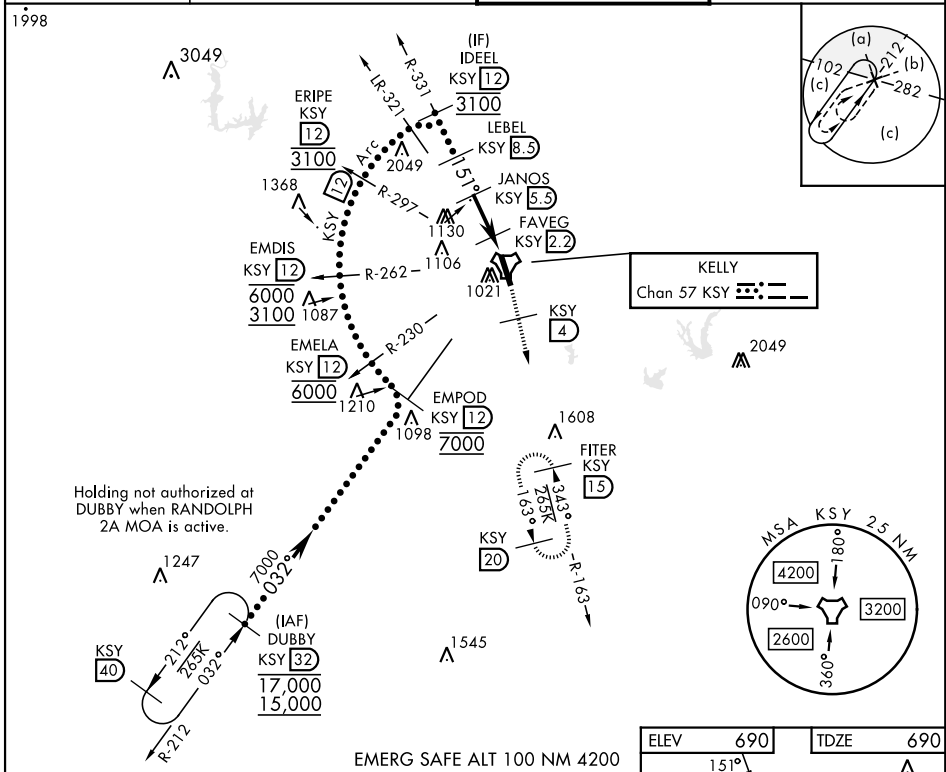 1998
3049
(IF)
IDEEL
KSY 12
3100
R-331
LR-321
ERIPE
KSY
12
3100
Arc
12
KSY
2049
LEBEL
KSY 8.5
151°
JANOS
KSY 5.5
1368
R-297
1130
FAVEG
KSY 2.2
1106
1021
EMDIS
KSY 12
6000
3100
R-262
1087
KELLY
Chan 57 KSY
KSY
4
R-230
EMELA
KSY 12
6000
1210
2049
EMPOD
KSY 12
7000
1098
1608
FITER
KSY
15
343°
265K
163°
KSY
20
R-163
Holding not authorized at
DUBBY when RANDOLPH
2A MOA is active.
1247
7000
032°
(IAF)
DUBBY
KSY 32
17,000
15,000
212°
265K
032°
KSY
40
R-212
1545
(a)
212
102
(b)
(c)
282
(c)
MSA KSY 25 NM
180°
4200
090°
3200
2600
360°
EMERG SAFE ALT 100 NM 4200
ELEV 690
TDZE 690
151°